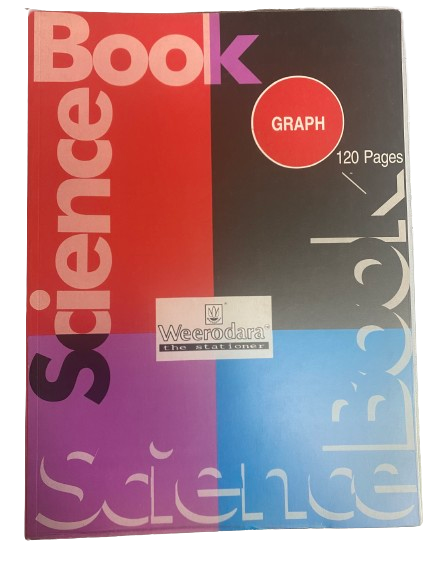 Book
Science
GRAPH
120 Pages
Weerodara
the stationer
Science
Book